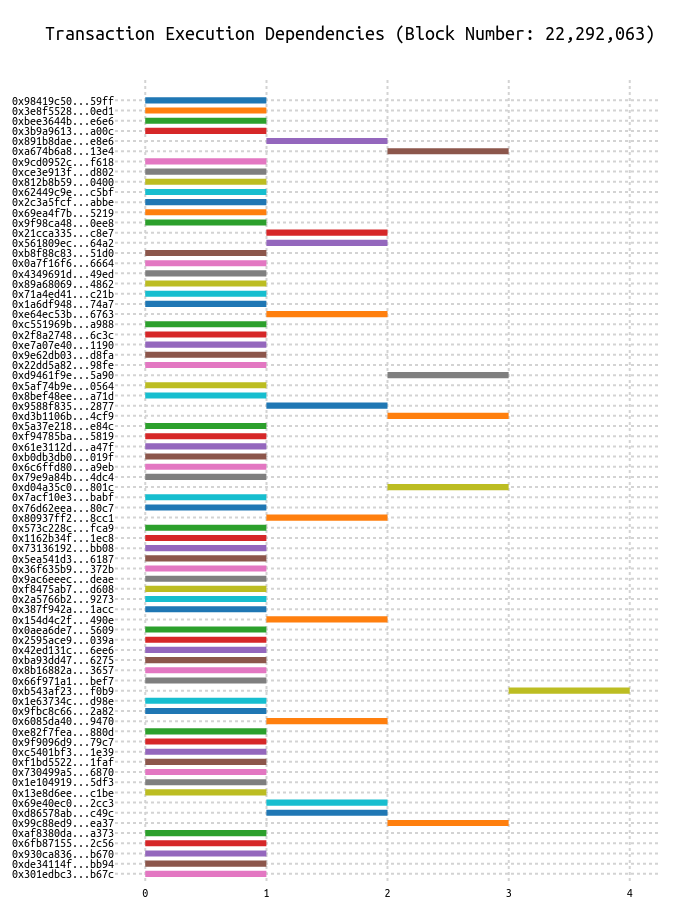 Transaction Execution Dependencies (Block Number: 22,292,063)
0x98419c50...59ff
0x3e8f5528...0ed1
0xbee3644b...e6e6
0x3b9a9613...a00c
0x891b8dae...e8e6
0xa674b6a8...13e4
0x9cd0952c...f618
0xce3e913f...d802
0x812b8b59...0400
0x62449c9e...c5bf
0x2c3a5fcf...abbe
0x69ea4f7b...5219
0x9f98ca48...0ee8
0x21cca335...c8e7
0x561809ec...64a2
0xb8f88c83...51d0
0x0a7f16f6...6664
0x4349691d...49ed
0x89a68069...4862
0x71a4ed41...c21b
0x1a6df948...74a7
0xe64ec53b...6763
0xc551969b...a988
0x2f8a2748...6c3c
0xe7a07e40...1190
0x9e62db03...d8fa
0x22dd5a82...98fe
0xd9461f9e...5a90
0x5af74b9e...0564
0x8bef48ee...a71d
0x9588f835...2877
0xd3b1106b...4cf9
0x5a37e218...e84c
0xf94785ba...5819
0x61e3112d...a47f
0xb0db3db0...019f
0x6c6ffd80...a9eb
0x79e9a84b...4dc4
0xd04a35c0...801c
0x7acf10e3...babf
0x76d62eea...80c7
0x80937ff2...8cc1
0x573c228c...fca9
0x1162b34f...1ec8
0x73136192...bb08
0x5ea541d3...6187
0x36f635b9...372b
0x9ac6eeec...deae
0xf8475ab7...d608
0x2a5766b2...9273
0x387f942a...1acc
0x154d4c2f...490e
0x0aea6de7...5609
0x2595ace9...039a
0x42ed131c...6ee6
0xba93dd47...6275
0x8b16882a...3657
0x66f971a1...bef7
0xb543af23...f0b9
0x1e63734c...d98e
0x9fbc8c66...2a82
0x6085da40...9470
0xe82f7fea...880d
0x9f9096d9...79c7
0xc5401bf3...1e39
0xf1bd5522...1faf
0x730499a5...6870
0x1e104919...5df3
0x13e8d6ee...c1be
0x69e40ec0...2cc3
0xd86578ab...c49c
0x99c88ed9...ea37
0xaf8380da...a373
0x6fb87155...2c56
0x930ca836...b670
0xde34114f...bb94
0x301edbc3...b67c
0 1 2 3 4